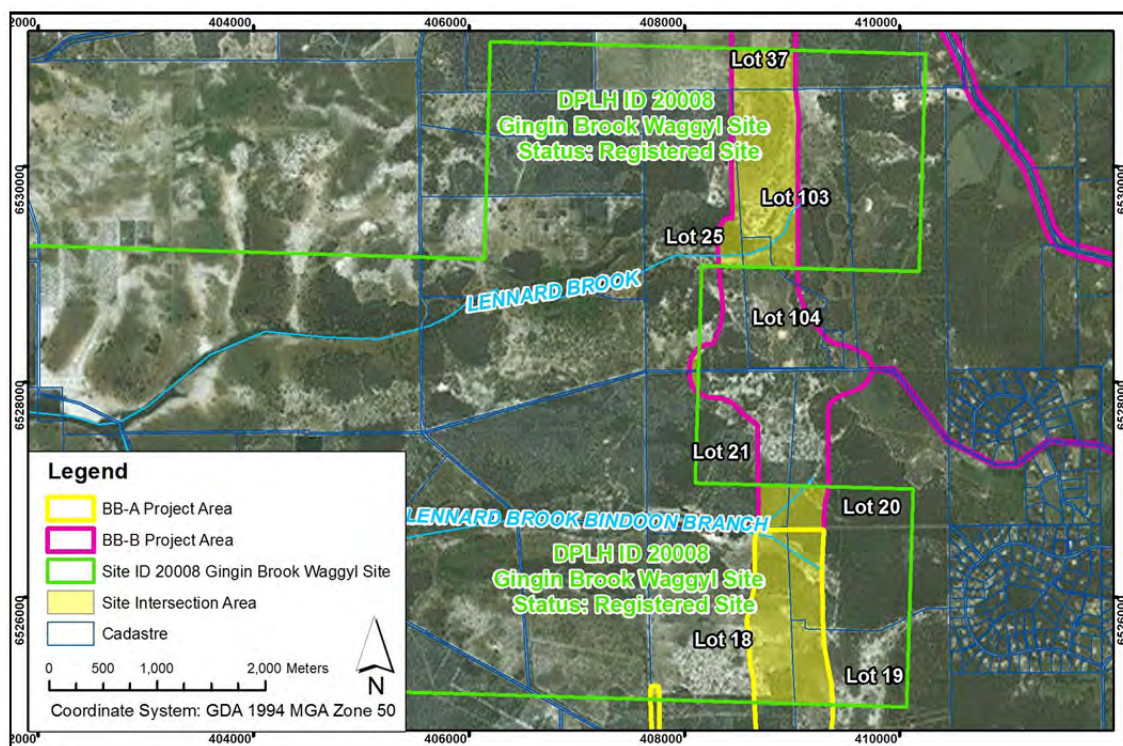 2000
404000
406000
408000
410000
Lot 37
DPLH ID 20008
Gingin Brook Waggyl Site
Status: Registered Site
6530000
6530000
Lot 103
Lot 25
LENNARD BROOK
Lot 104
6528000
6528000
Lot 21
Lot 20
LENNARD BROOK BINDOON BRANCH
DPLH ID 20008
Gingin Brook Waggyl Site
Status: Registered Site
6526000
6526000
Lot 18
Lot 19
Legend
BB-A Project Area
BB-B Project Area
Site ID 20008 Gingin Brook Waggyl Site
Site Intersection Area
Cadastre
0 500 1,000 2,000 Meters
N
Coordinate System: GDA 1994 MGA Zone 50
2000
404000
406000
408000
410000